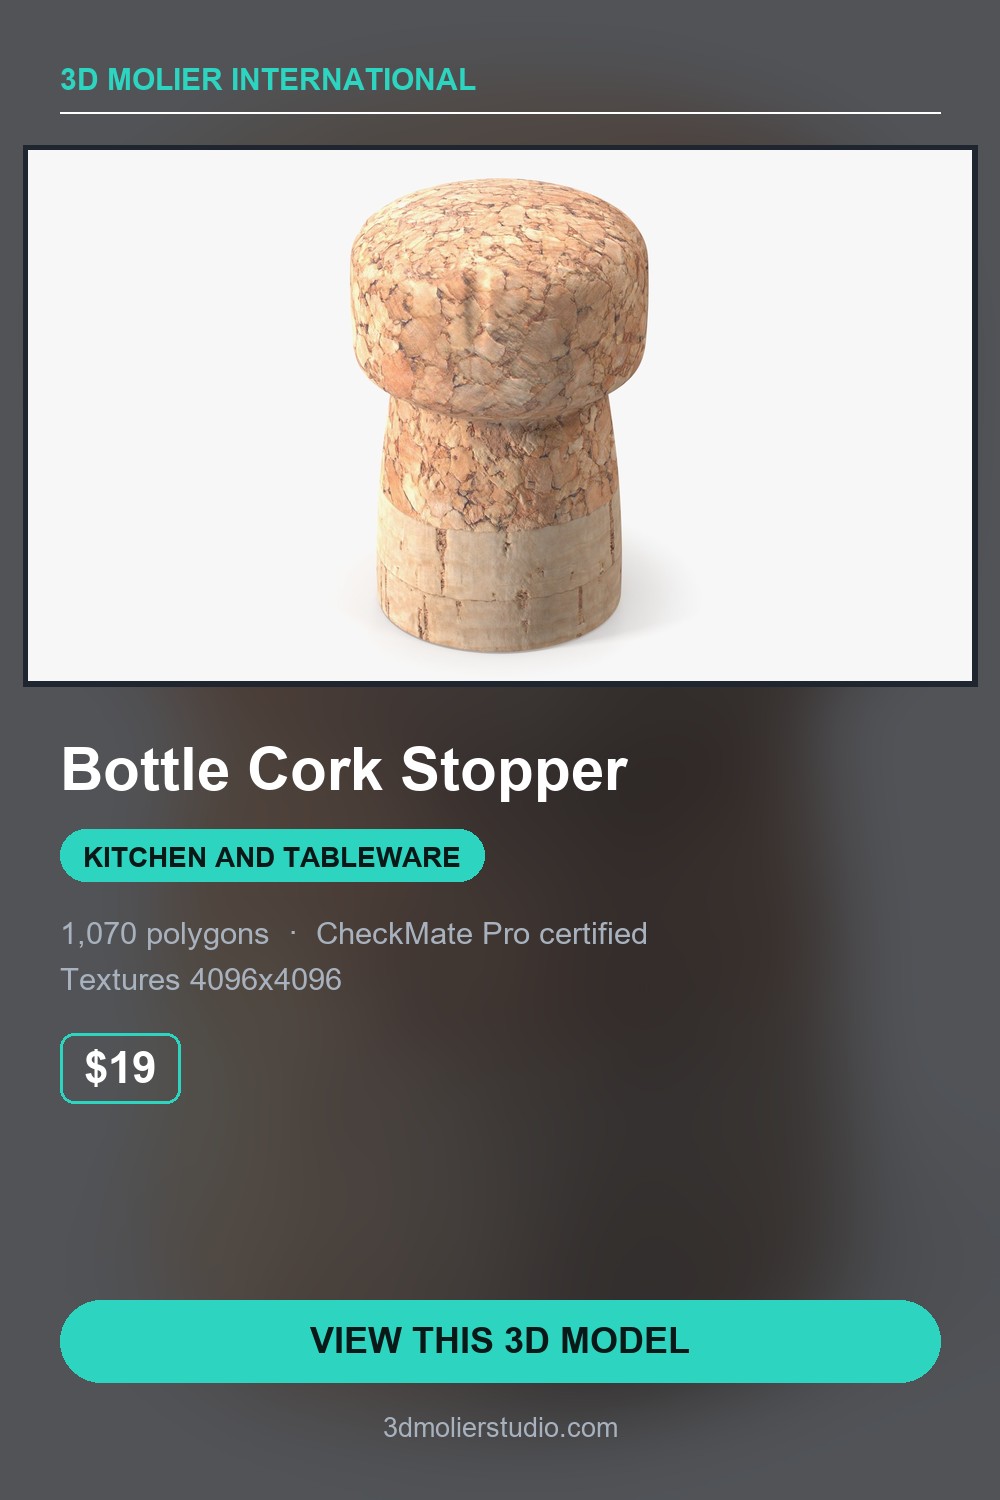 3D MOLIER INTERNATIONAL
Bottle Cork Stopper
KITCHEN AND TABLEWARE
1,070 polygons · CheckMate Pro certified
Textures 4096x4096
$19
VIEW THIS 3D MODEL
3dmolierstudio.com